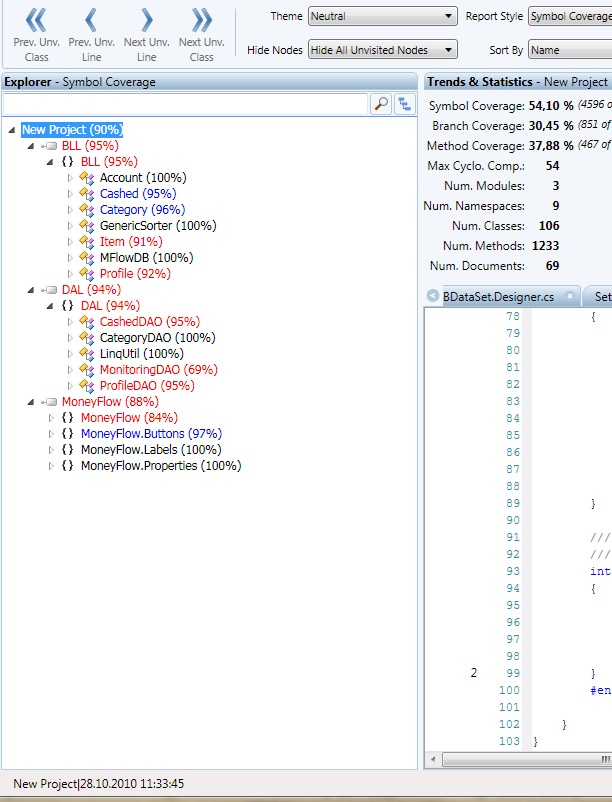 Theme Neutral Report Style Symbol Coverage
Prev. Unv. Class
Prev. Unv. Line
Next Unv. Line
Next Unv. Class
Hide Nodes Hide All Unvisited Nodes Sort By Name
Explorer - Symbol Coverage
New Project (90%)
BLL (95%)
{} BLL (95%)
Account (100%)
Cashed (95%)
Category (96%)
GenericSorter (100%)
Item (91%)
MFlowDB (100%)
Profile (92%)
DAL (94%)
{} DAL (94%)
CashedDAO (95%)
CategoryDAO (100%)
LinqUtil (100%)
MonitoringDAO (69%)
ProfileDAO (95%)
MoneyFlow (88%)
{} MoneyFlow (84%)
{} MoneyFlow.Buttons (97%)
{} MoneyFlow.Labels (100%)
{} MoneyFlow.Properties (100%)
Trends & Statistics - New Project
Symbol Coverage: 54,10 % (4596 o
Branch Coverage: 30,45 % (851 of
Method Coverage: 37,88 % (467 of
Max Cyclo. Comp.: 54
Num. Modules: 3
Num. Namespaces: 9
Num. Classes: 106
Num. Methods: 1233
Num. Documents: 69
BDataSet.Designer.cs × Set
78 {
79
80
81
82
83
84
85
86
87
88
89 }
90
91 ///
92 ///
93 int
94 {
95
96
97
98
2 99 }
100 #en
101
102 }
103 }
New Project|28.10.2010 11:33:45